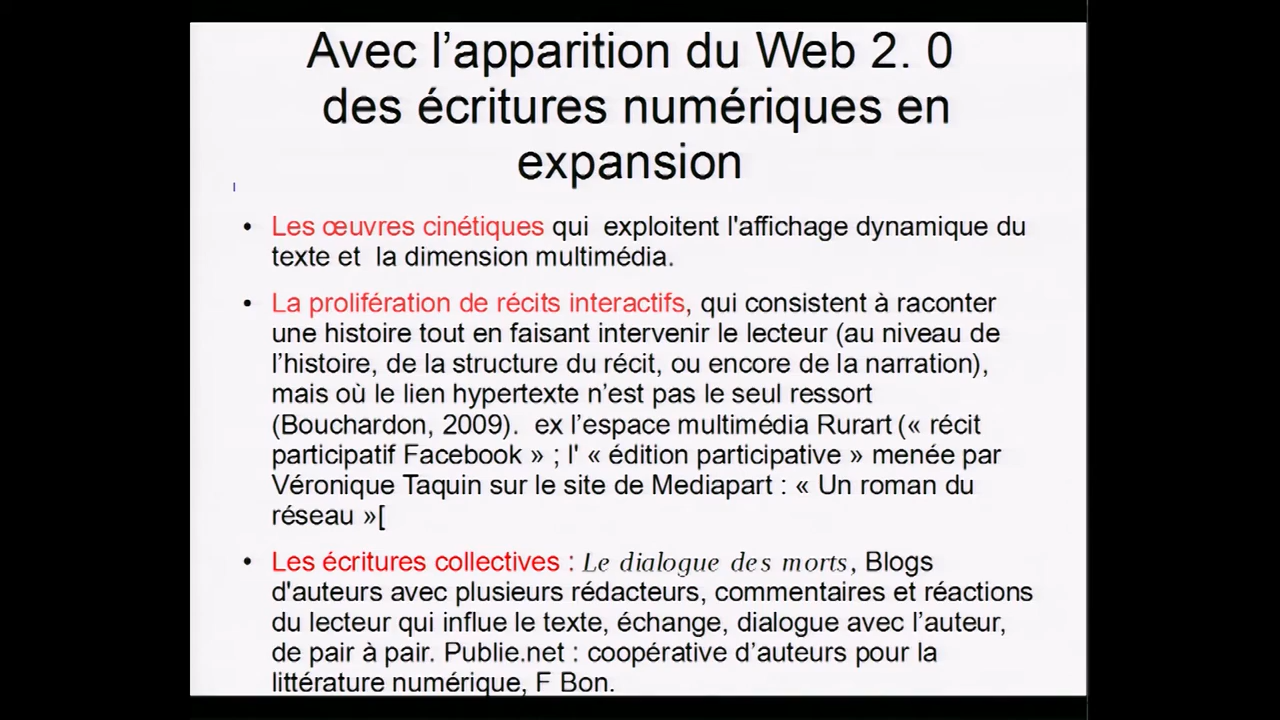 Avec l’apparition du Web 2. 0
des écritures numériques en
expansion
• Les œuvres cinétiques qui exploitent l'affichage dynamique du
texte et la dimension multimédia.
• La prolifération de récits interactifs, qui consistent à raconter
une histoire tout en faisant intervenir le lecteur (au niveau de
l’histoire, de la structure du récit, ou encore de la narration),
mais où le lien hypertexte n’est pas le seul ressort
(Bouchardon, 2009). ex l’espace multimédia Rurart (« récit
participatif Facebook » ; l' « édition participative » menée par
Véronique Taquin sur le site de Mediapart : « Un roman du
réseau »[
• Les écritures collectives : Le dialogue des morts, Blogs
d'auteurs avec plusieurs rédacteurs, commentaires et réactions
du lecteur qui influe le texte, échange, dialogue avec l’auteur,
de pair à pair. Publie.net : coopérative d’auteurs pour la
littérature numérique, F Bon.